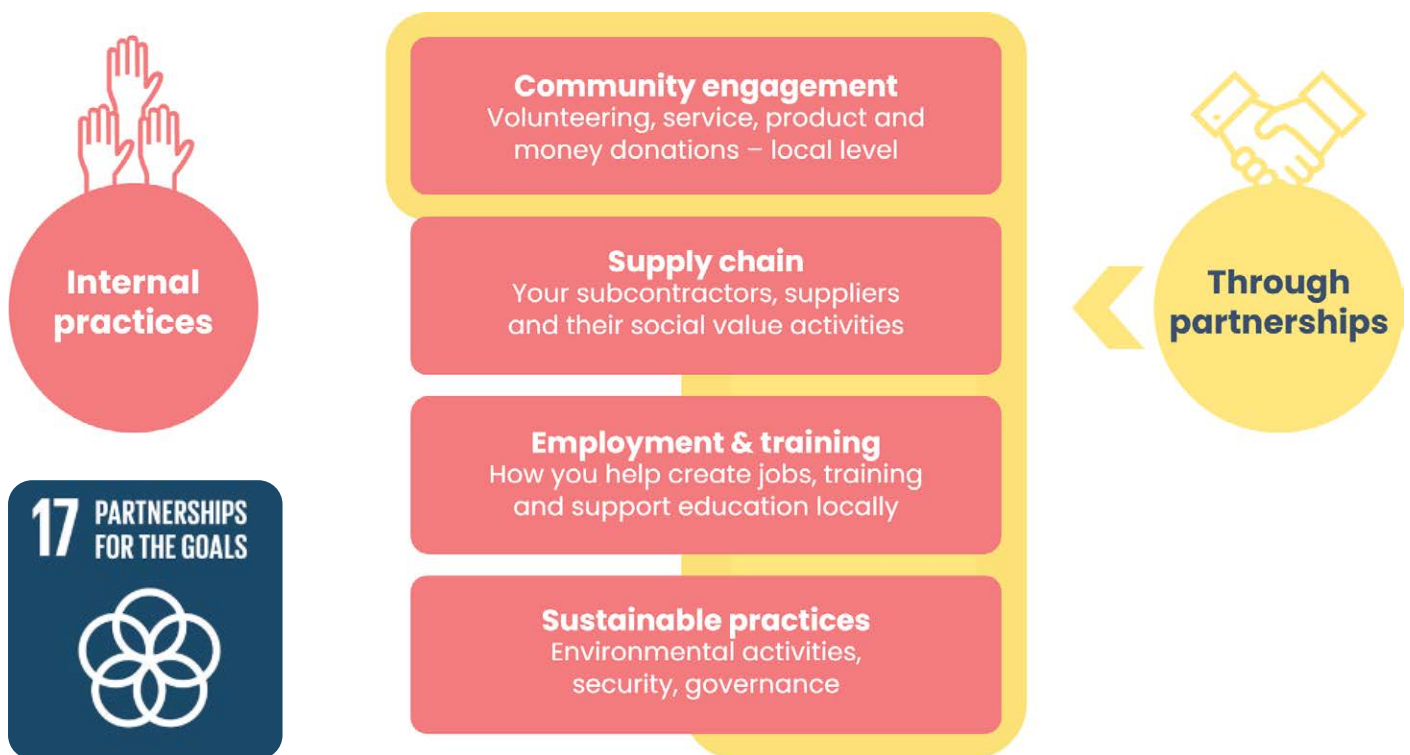 Internal
practices
17 PARTNERSHIPS
FOR THE GOALS
Community engagement
Volunteering, service, product and
money donations – local level
Supply chain
Your subcontractors, suppliers
and their social value activities
Employment & training
How you help create jobs, training
and support education locally
Sustainable practices
Environmental activities,
security, governance
Through
partnerships